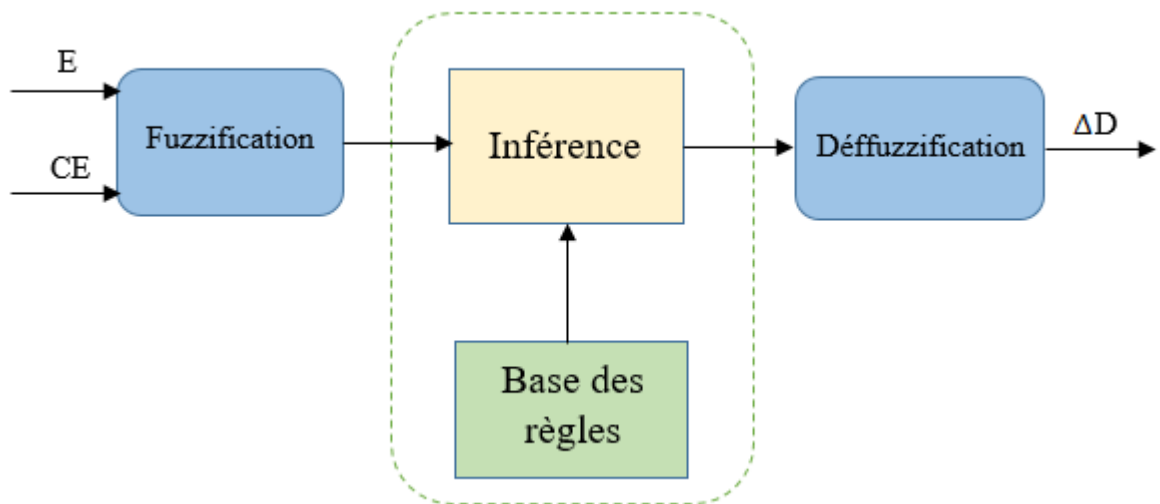 E
CE
Fuzzification
Inférence
Base des
règles
Déffuzzification
ΔD